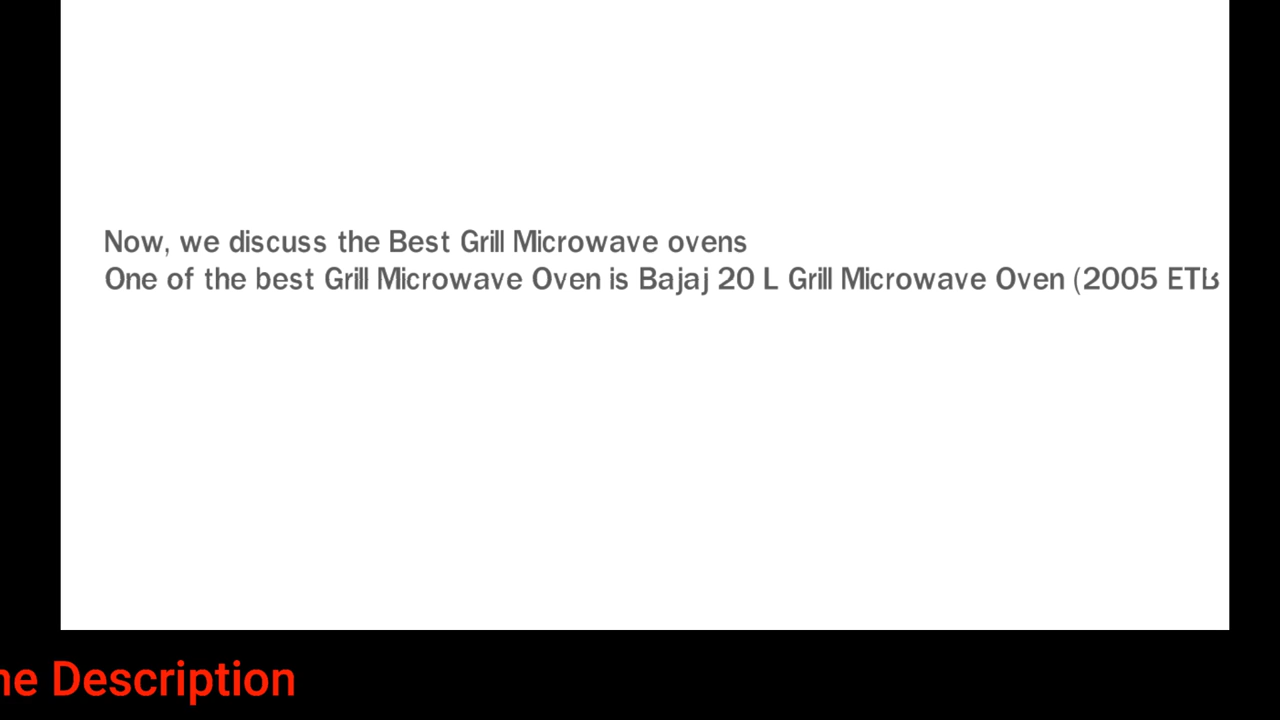 Now, we discuss the Best Grill Microwave ovens
One of the best Grill Microwave Oven is Bajaj 20 L Grill Microwave Oven (2005
Description